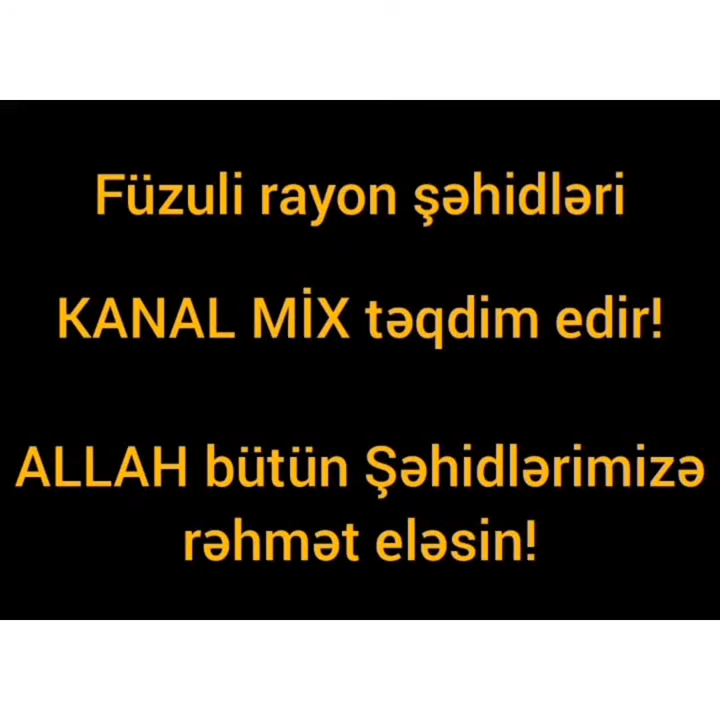 Füzuli rayon şəhidləri
KANAL MİX təqdim edir!
ALLAH bütün Şəhidlərimizə
rəhmət eləsin!